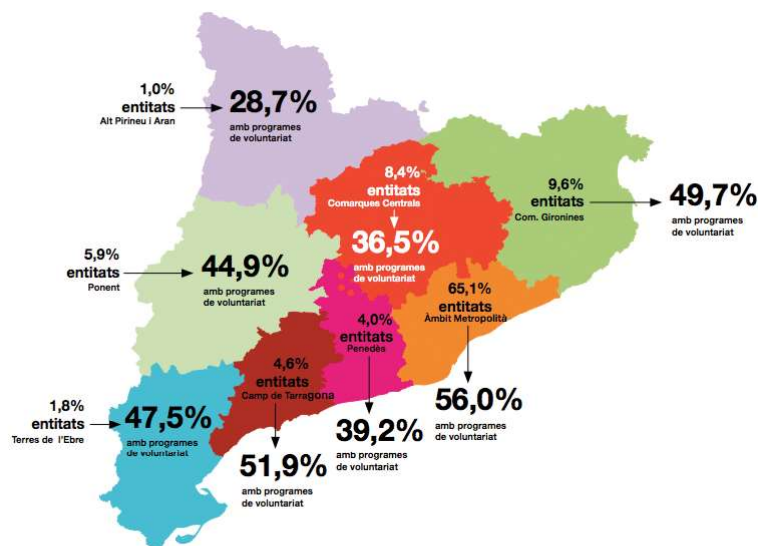 1,0%
entitats
Alt Pirineu i Aran
28,7%
amb programes
de voluntariat
8,4%
entitats
Comarques Centrals
36,5%
amb programes
de voluntariat
9,6%
entitats
Com. Gironines
49,7%
amb programes
de voluntariat
5,9%
entitats
Ponent
44,9%
amb programes
de voluntariat
65,1%
entitats
Àmbit Metropolità
56,0%
amb programes
de voluntariat
4,0%
entitats
Penedès
39,2%
amb programes
de voluntariat
4,6%
entitats
Camp de Tarragona
51,9%
amb programes
de voluntariat
1,8%
entitats
Terres de l'Ebre
47,5%
amb programes
de voluntariat